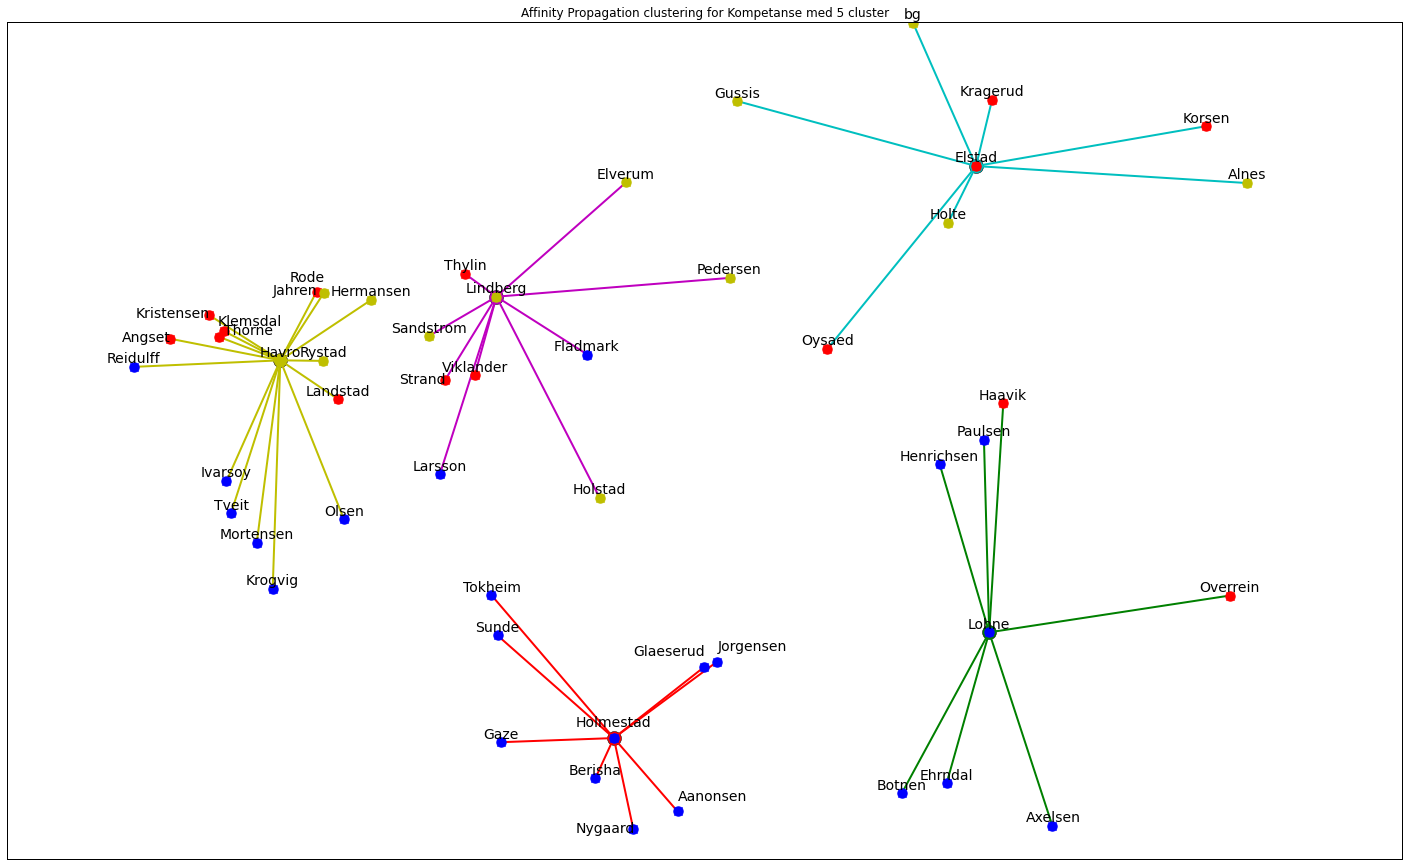 Affinity Propagation clustering for Kompetanse med 5 cluster
bg
Gussis
Kragerud
Korsen
Elstad
Alnes
Elverum
Holte
Thylin
Pedersen
Rode
Jahren
Hermansen
Lindberg
Kristensen
Klemsdal
Thorne
Sandstrom
Angset
Oysaed
Reidulff
Havro
Rystad
Fladmark
Viklander
Strand
Landstad
Haavik
Paulsen
Henrichsen
Larsson
Ivarsoy
Holstad
Tveit
Olsen
Mortensen
Krogvig
Tokheim
Overrein
Sunde
Lohne
Glaeserud
Jorgensen
Holmestad
Gaze
Berisha
Ehrndal
Botnen
Aanonsen
Axelsen
Nygaard